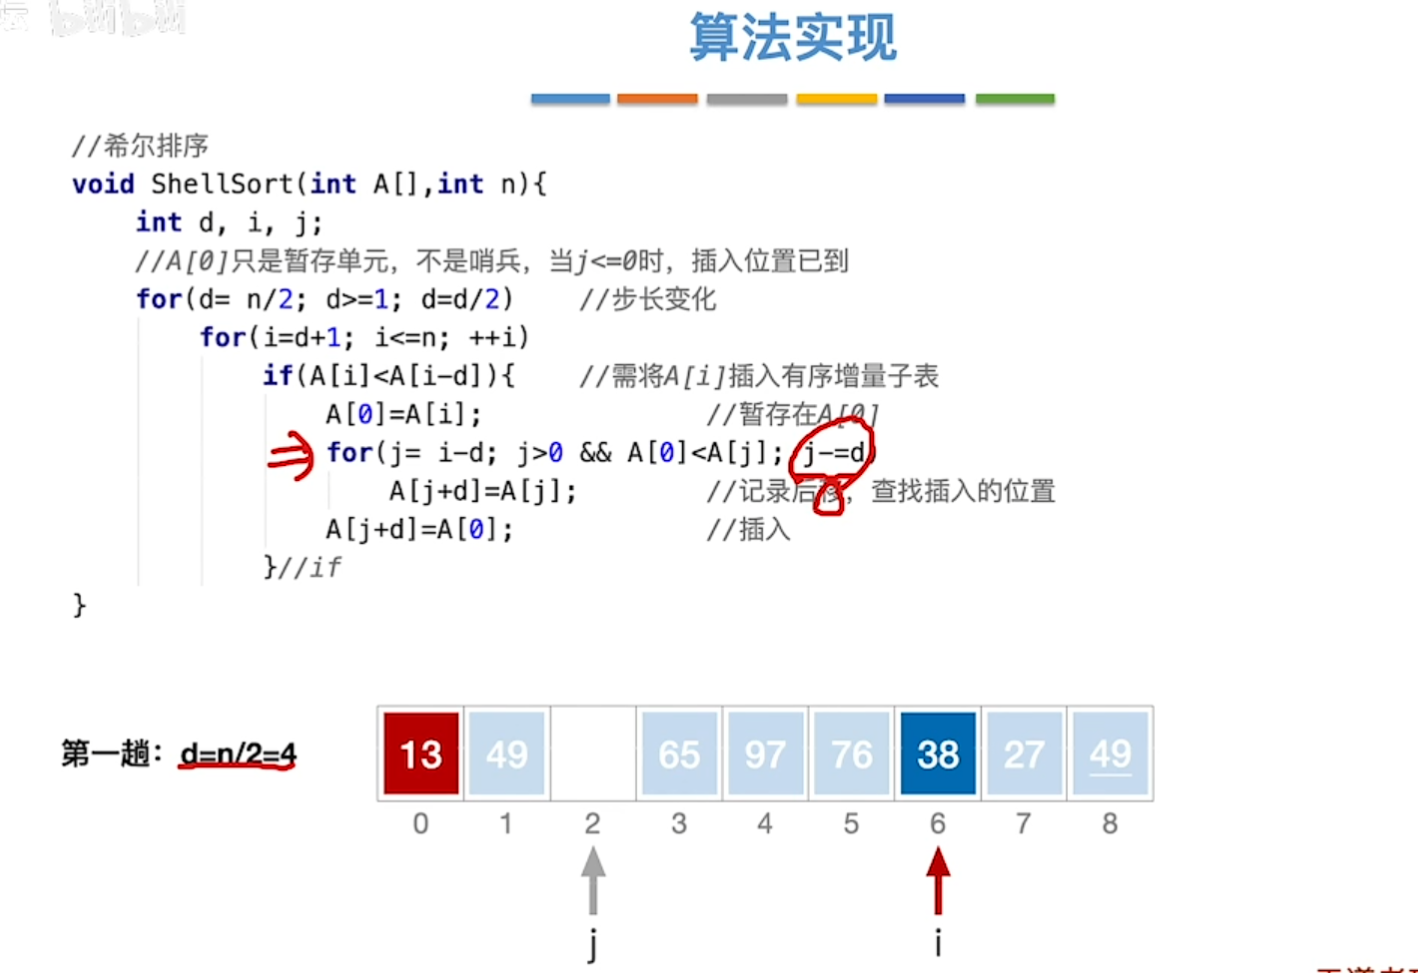 坛 bilibili
算法实现
//希尔排序
void ShellSort(int A[],int n){
int d, i, j;
//A[0]只是暂存单元，不是哨兵，当j<=0时，插入位置已到
for(d= n/2; d>=1; d=d/2) //步长变化
for(i=d+1; i<=n; ++i)
if(A[i]<A[i-d]){ //需将A[i]插入有序增量子表
A[0]=A[i]; //暂存在A[0]
for(j= i-d; j>0 && A[0]<A[j]; j-=d)
A[j+d]=A[j]; //记录后移，查找插入的位置
A[j+d]=A[0]; //插入
}//if
}
第一趟：d=n/2=4
13 49 65 97 76 38 27 49
0 1 2 3 4 5 6 7 8
j i